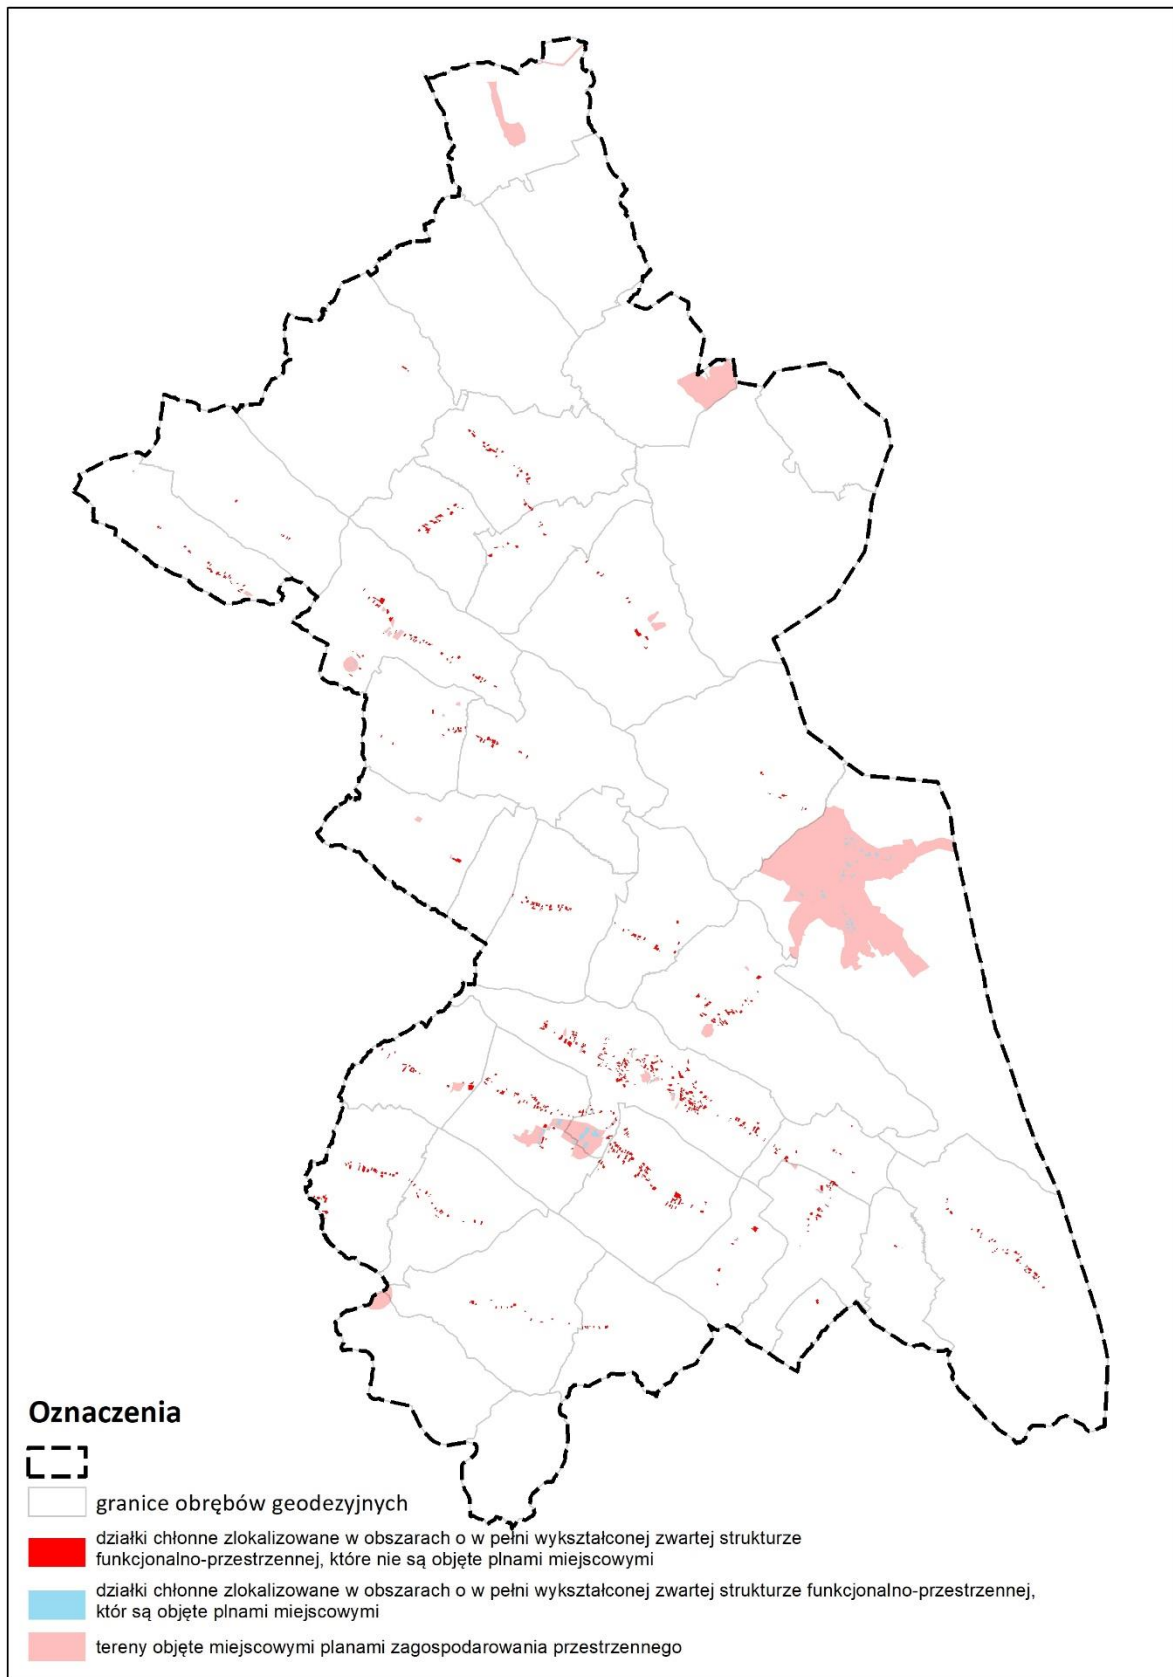 Oznaczenia
granice obrębów geodezyjnych
działki chłonne zlokalizowane w obszarach o w pełni wykształconej zwartej strukturze
funkcjonalno-przestrzennej, które nie są objęte plnami miejscowymi
działki chłonne zlokalizowane w obszarach o w pełni wykształconej zwartej strukturze funkcjonalno-przestrzennej,
któr są objęte plnami miejscowymi
tereny objęte miejscowymi planami zagospodarowania przestrzennego